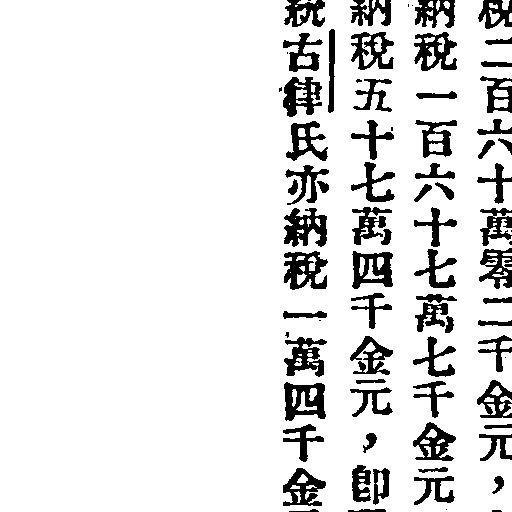 稅二百六十萬零二千金元，
納稅一百六十七萬七千金元
納稅五十七萬四千金元，卽
統古律氏亦納稅一萬四千金